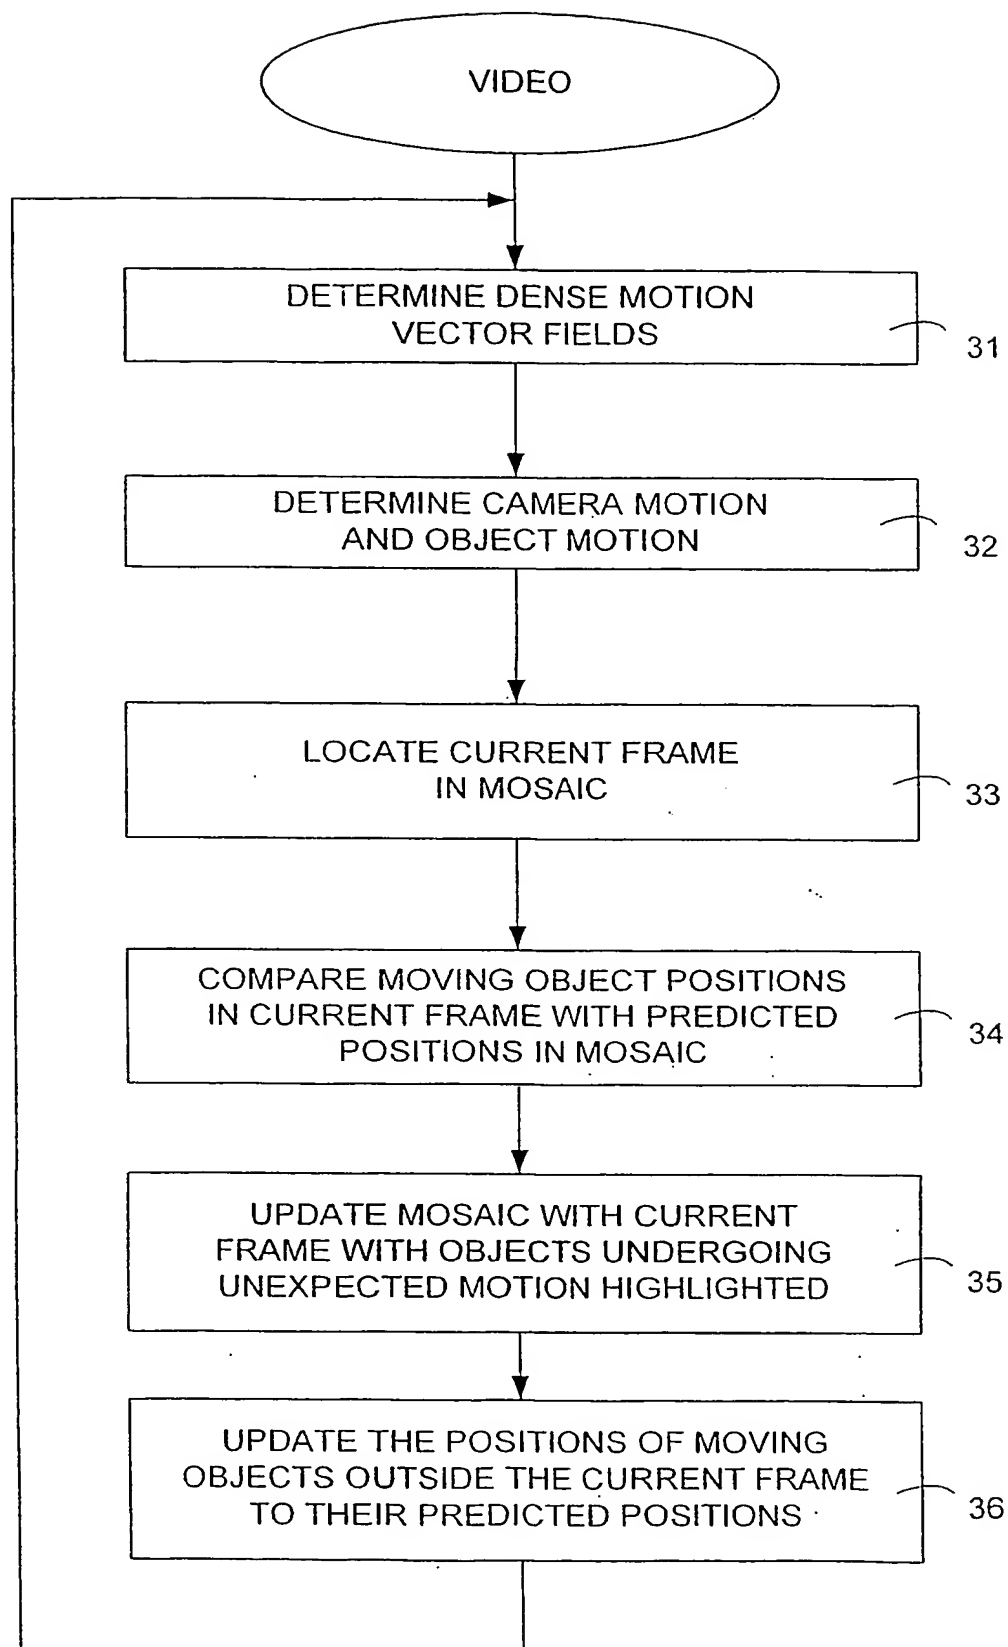 VIDEO
DETERMINE DENSE MOTION
VECTOR FIELDS
31
DETERMINE CAMERA MOTION
AND OBJECT MOTION
32
LOCATE CURRENT FRAME
IN MOSAIC
33
COMPARE MOVING OBJECT POSITIONS
IN CURRENT FRAME WITH PREDICTED
POSITIONS IN MOSAIC
34
UPDATE MOSAIC WITH CURRENT
FRAME WITH OBJECTS UNDERGOING
UNEXPECTED MOTION HIGHLIGHTED
35
UPDATE THE POSITIONS OF MOVING
OBJECTS OUTSIDE THE CURRENT FRAME
TO THEIR PREDICTED POSITIONS
36